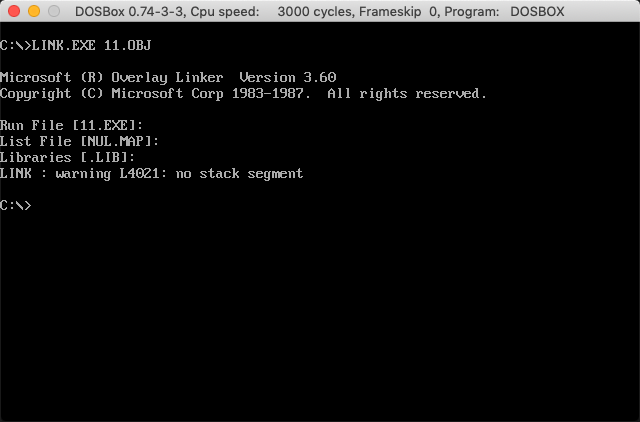 DOSBox 0.74-3-3, Cpu speed: 3000 cycles, Frameskip 0, Program: DOSBOX
C:\>LINK.EXE 11.OBJ
Microsoft (R) Overlay Linker Version 3.60
Copyright (C) Microsoft Corp 1983-1987. All rights reserved.
Run File [11.EXE]:
List File [NUL.MAP]:
Libraries [.LIB]:
LINK : warning L4021: no stack segment
C:\>